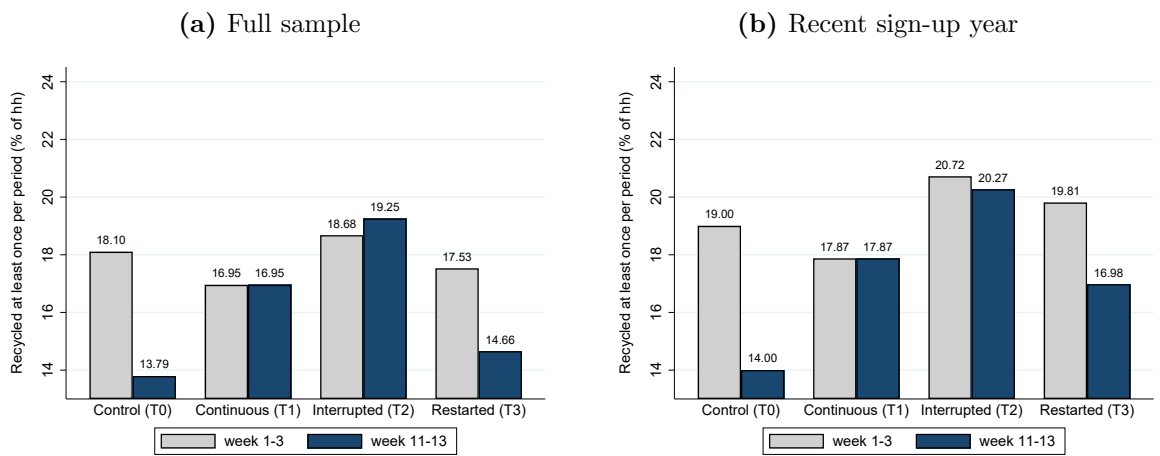 (a) Full sample
Recycled at least once per period (% of hh)
24
22
20
18
16
14
18.10
13.79
16.95
16.95
18.68
19.25
17.53
14.66
Control (T0)
Continuous (T1)
Interrupted (T2)
Restarted (T3)
week 1-3
week 11-13
(b) Recent sign-up year
Recycled at least once per period (% of hh)
24
22
20
18
16
14
19.00
14.00
17.87
17.87
20.72
20.27
19.81
16.98
Control (T0)
Continuous (T1)
Interrupted (T2)
Restarted (T3)
week 1-3
week 11-13